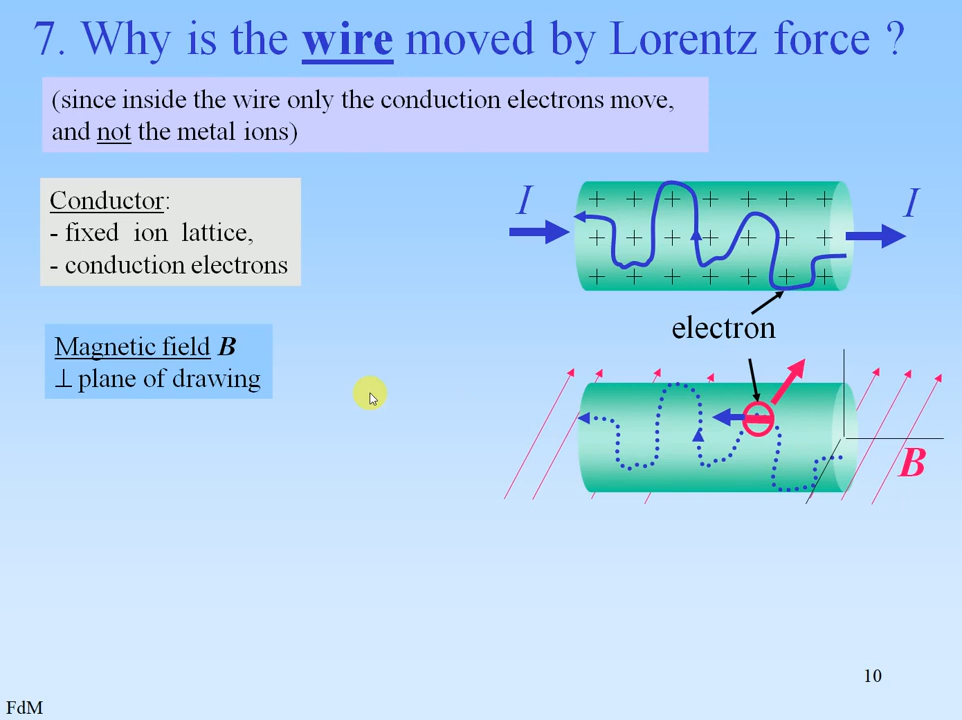 7. Why is the wire moved by Lorentz force ?
(since inside the wire only the conduction electrons move,
and not the metal ions)
Conductor:
- fixed ion lattice,
- conduction electrons
Magnetic field B
⊥ plane of drawing
I
I
+ + + + + + +
+ + + + + + +
+ + + + + + +
electron
B
10
FdM